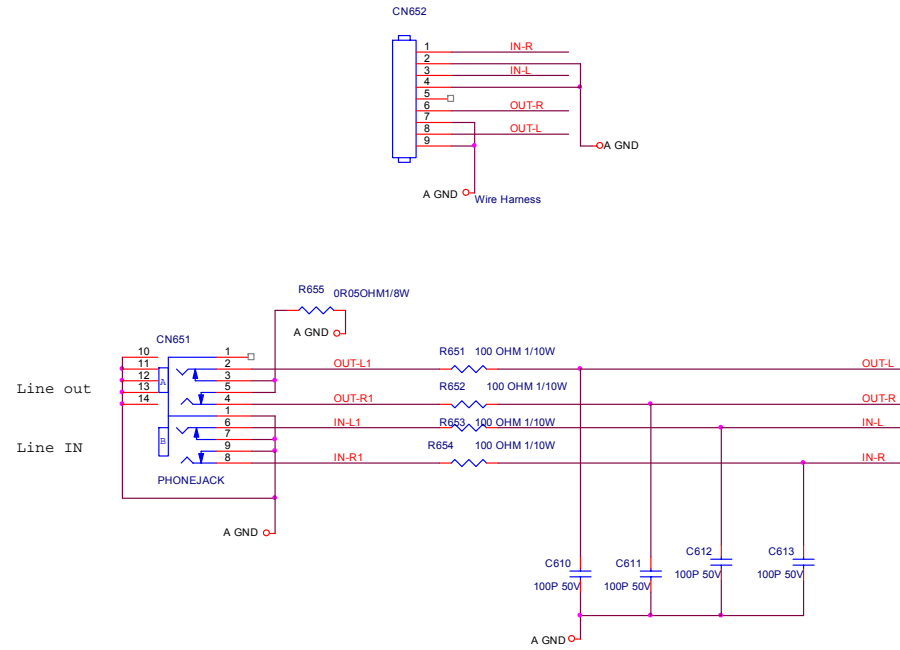 CN652
1 IN-R
2
3 IN-L
4
5
6 OUT-R
7
8 OUT-L
9
A GND
A GND
Wire Harness
R655 0R05OHM1/8W
A GND
CN651
10 1
11 2 OUT-L1 R651 100 OHM 1/10W OUT-L
12 3
13 5
14 4 OUT-R1 R652 100 OHM 1/10W OUT-R
A
Line out
1
6 IN-L1 R653 100 OHM 1/10W IN-L
7
B
Line IN
9
8 IN-R1 R654 100 OHM 1/10W IN-R
PHONEJACK
A GND
C610 100P 50V
C611 100P 50V
C612 100P 50V
C613 100P 50V
A GND